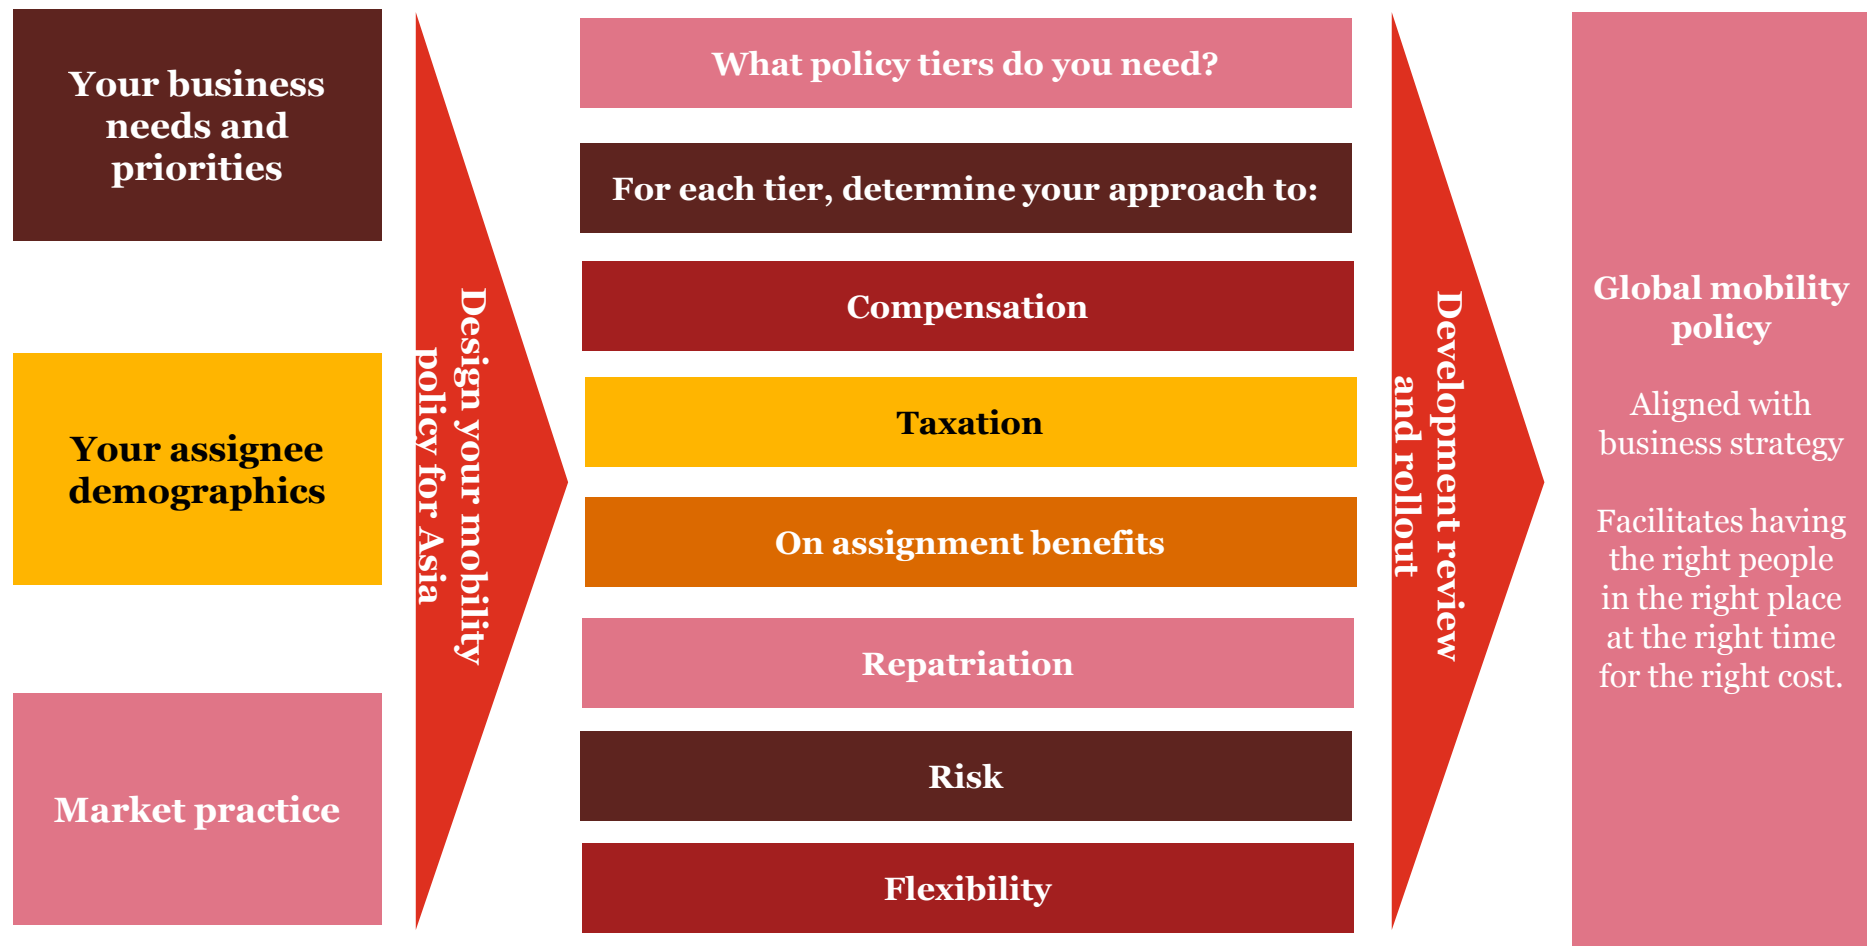 Your business
needs and
priorities
Your assignee
demographics
Market practice
Design your mobility
policy for Asia
What policy tiers do you need?
For each tier, determine your approach to:
Compensation
Taxation
On assignment benefits
Repatriation
Risk
Flexibility
Development review
and rollout
Global mobility
policy
Aligned with
business strategy
Facilitates having
the right people
in the right place
at the right time
for the right cost.